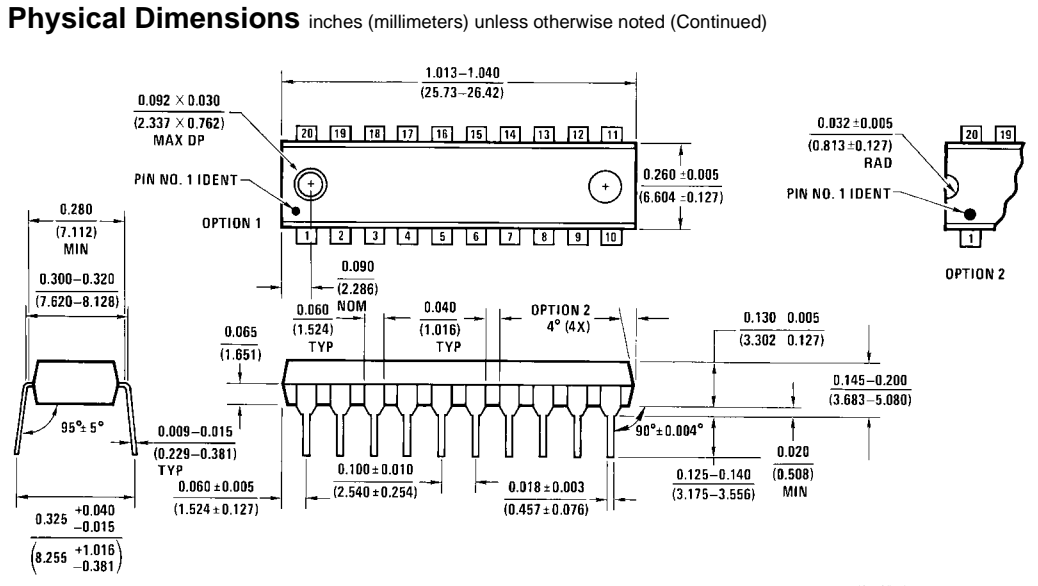 Physical Dimensions inches (millimeters) unless otherwise noted (Continued)
1.013–1.040
(25.73–26.42)
0.092 × 0.030
(2.337 × 0.762)
MAX DP
20 19 18 17 16 15 14 13 12 11
PIN NO. 1 IDENT
OPTION 1
1 2 3 4 5 6 7 8 9 10
0.260 ±0.005
(6.604 ±0.127)
0.032 ±0.005
(0.813 ±0.127)
RAD
20 19
PIN NO. 1 IDENT
1
OPTION 2
0.280
(7.112)
MIN
0.300–0.320
(7.620–8.128)
0.090
(2.286)
NOM
0.065
(1.651)
0.060
(1.524)
TYP
0.040
(1.016)
TYP
OPTION 2
4° (4X)
0.130 0.005
(3.302 0.127)
0.145–0.200
(3.683–5.080)
95°± 5°
0.009–0.015
(0.229–0.381)
TYP
90°±0.004°
0.020
(0.508)
MIN
0.125–0.140
(3.175–3.556)
0.060 ±0.005
(1.524 ±0.127)
0.100 ±0.010
(2.540 ±0.254)
0.018 ±0.003
(0.457 ±0.076)
0.325 +0.040
–0.015
(8.255 +1.016
–0.381)